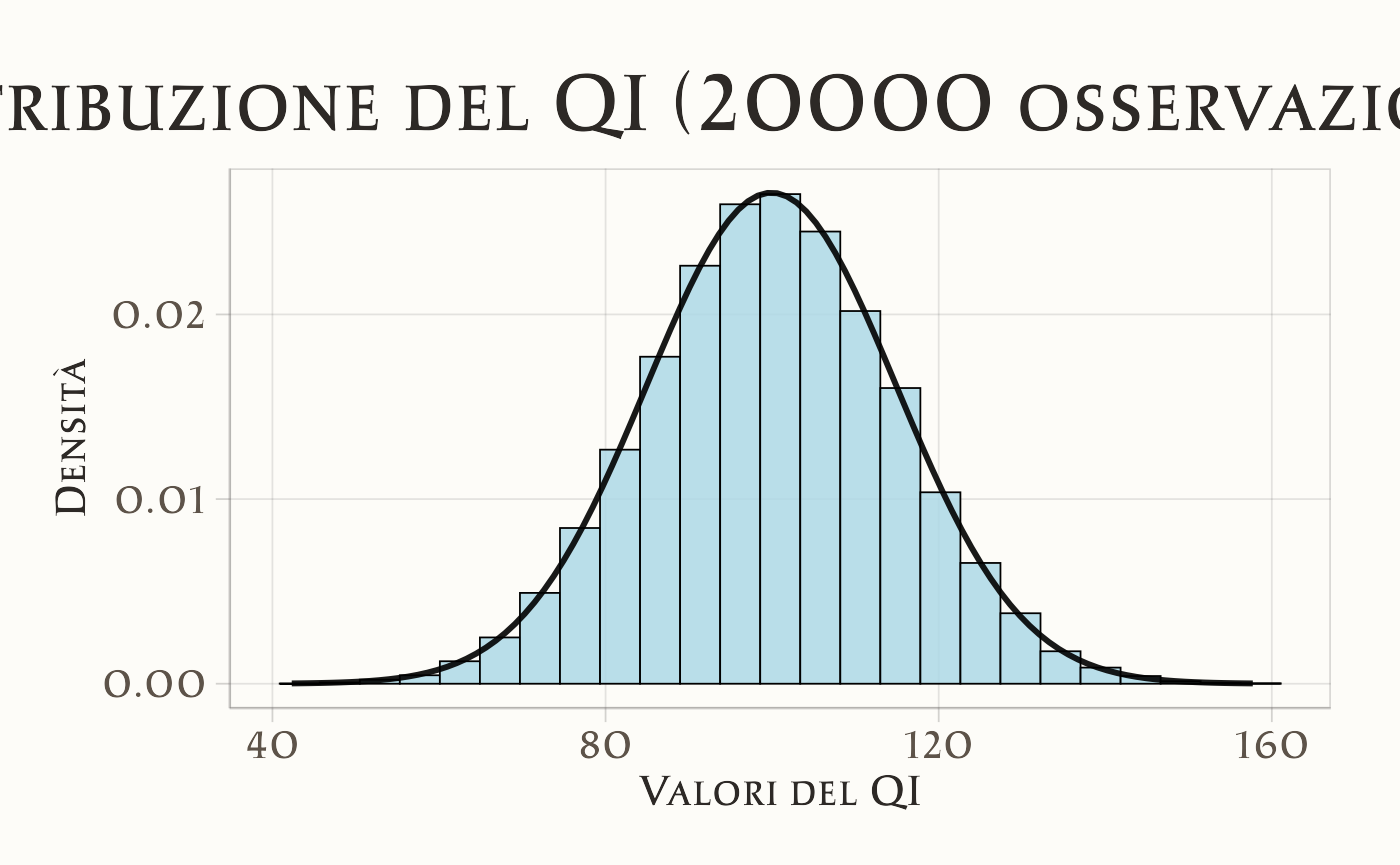 TRIBUZIONE DEL QI (20000 OSSERVAZIO
0.02
0.01
0.00
DENSITÀ
40 80 120 160
VALORI DEL QI